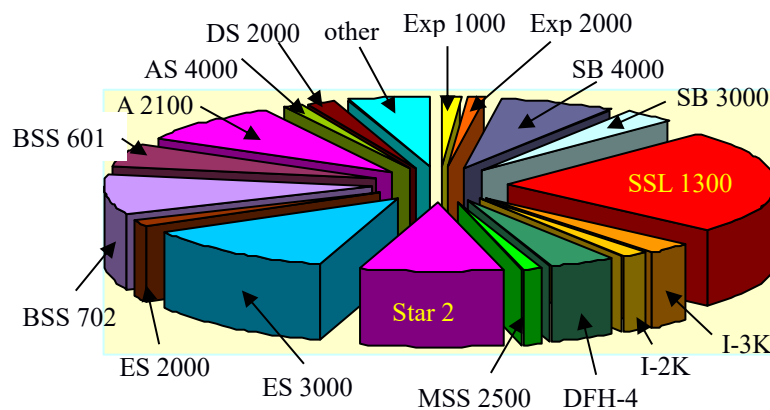 DS 2000
other
Exp 1000
Exp 2000
AS 4000
SB 4000
A 2100
SB 3000
BSS 601
SSL 1300
BSS 702
Star 2
I-3K
ES 2000
I-2K
ES 3000
MSS 2500
DFH-4